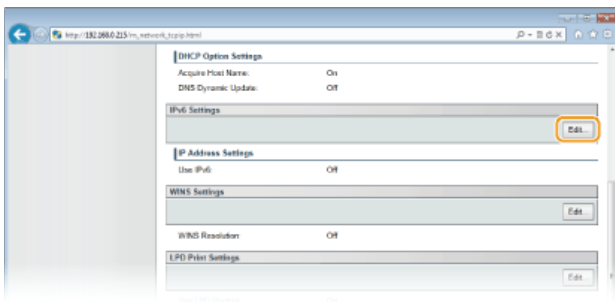 http://192.168.0.215/m_network_tcpip.html
DHCP Option Settings
Acquire Host Name: On
DNS Dynamic Update: Off
IPv6 Settings
Edit...
IP Address Settings
Use IPv6: Off
WINS Settings
Edit...
WINS Resolution: Off
LPD Print Settings
Edit...